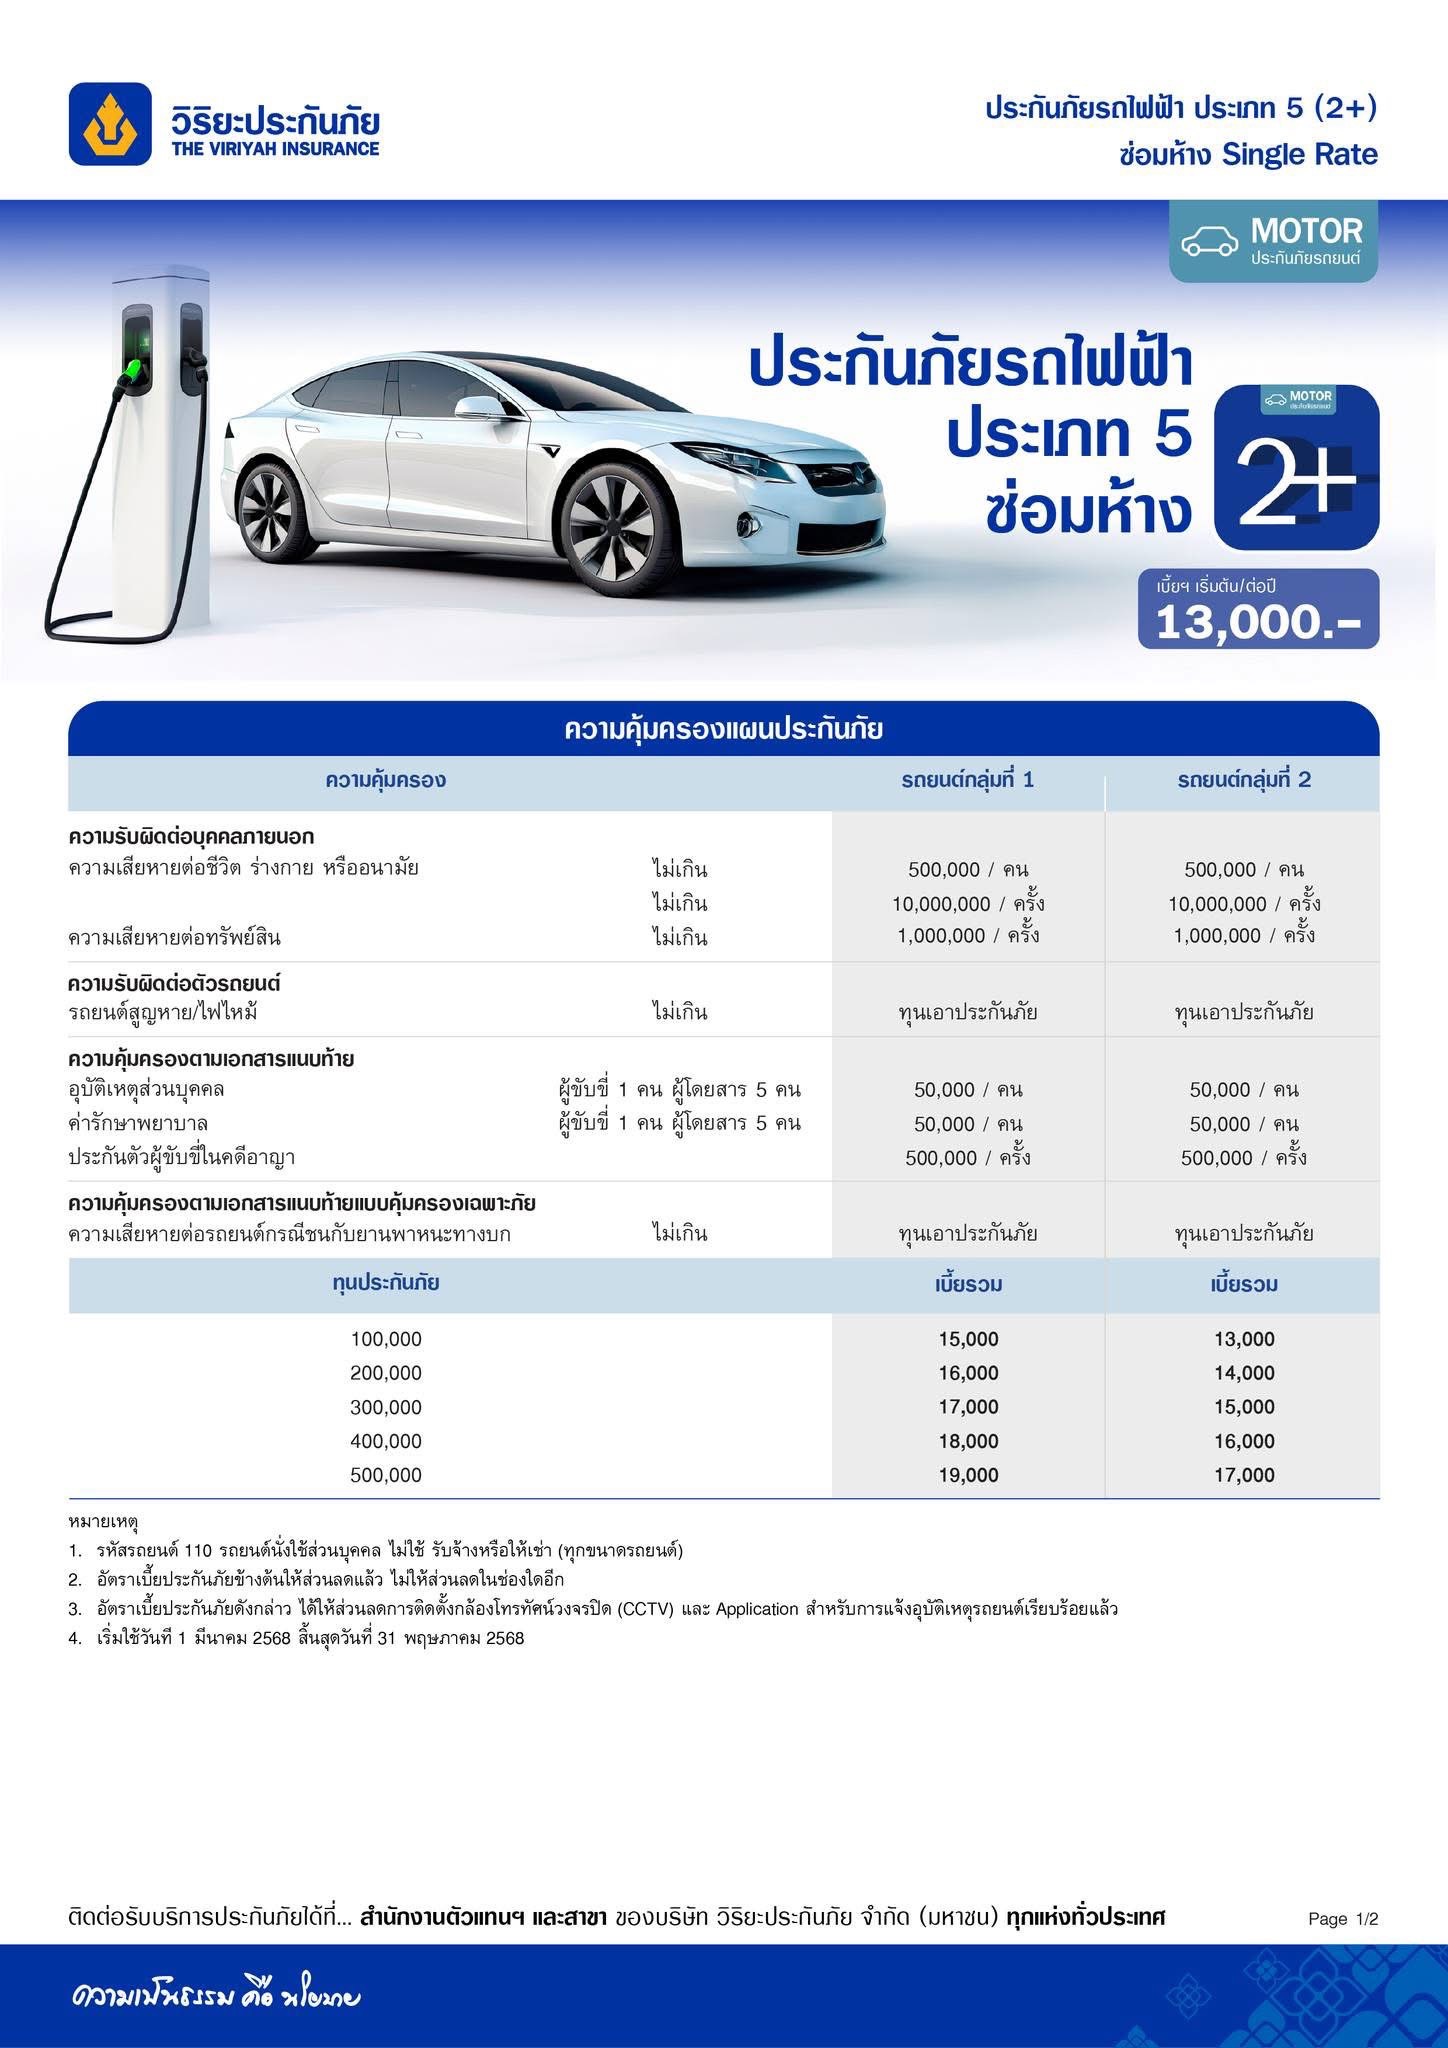 วิริยะประกันภัย
THE VIRIYAH INSURANCE
ประกันภัยรถไฟฟ้า ประเภท 5 (2+)
ซ่อมห้าง Single Rate
MOTOR
ประกันภัยรถยนต์
ประกันภัยรถไฟฟ้า
ประเภท 5
ซ่อมห้าง
MOTOR
ประกันภัยรถยนต์
2+
เบี้ยฯ เริ่มต้น/ต่อปี
13,000.-
ความคุ้มครองแผนประกันภัย
ความคุ้มครอง รถยนต์กลุ่มที่ 1 รถยนต์กลุ่มที่ 2
ความรับผิดต่อบุคคลภายนอก
ความเสียหายต่อชีวิต ร่างกาย หรืออนามัย ไม่เกิน 500,000 / คน 500,000 / คน
ไม่เกิน 10,000,000 / ครั้ง 10,000,000 / ครั้ง
ความเสียหายต่อทรัพย์สิน ไม่เกิน 1,000,000 / ครั้ง 1,000,000 / ครั้ง
ความรับผิดต่อตัวรถยนต์
รถยนต์สูญหาย/ไฟไหม้ ไม่เกิน ทุนเอาประกันภัย ทุนเอาประกันภัย
ความคุ้มครองตามเอกสารแนบท้าย
อุบัติเหตุส่วนบุคคล ผู้ขับขี่ 1 คน ผู้โดยสาร 5 คน 50,000 / คน 50,000 / คน
ค่ารักษาพยาบาล ผู้ขับขี่ 1 คน ผู้โดยสาร 5 คน 50,000 / คน 50,000 / คน
ประกันตัวผู้ขับขี่ในคดีอาญา 500,000 / ครั้ง 500,000 / ครั้ง
ความคุ้มครองตามเอกสารแนบท้ายแบบคุ้มครองเฉพาะภัย
ความเสียหายต่อรถยนต์กรณีชนกับยานพาหนะทางบก ไม่เกิน ทุนเอาประกันภัย ทุนเอาประกันภัย
ทุนประกันภัย เบี้ยรวม เบี้ยรวม
100,000 15,000 13,000
200,000 16,000 14,000
300,000 17,000 15,000
400,000 18,000 16,000
500,000 19,000 17,000
หมายเหตุ
1. รหัสรถยนต์ 110 รถยนต์นั่งใช้ส่วนบุคคล ไม่ใช้ รับจ้างหรือให้เช่า (ทุกขนาดรถยนต์)
2. อัตราเบี้ยประกันภัยข้างต้นให้ส่วนลดแล้ว ไม่ให้ส่วนลดในช่องใดอีก
3. อัตราเบี้ยประกันภัยดังกล่าว ได้ให้ส่วนลดการติดตั้งกล้องโทรทัศน์วงจรปิด (CCTV) และ Application สำหรับการแจ้งอุบัติเหตุรถยนต์เรียบร้อยแล้ว
4. เริ่มใช้วันที่ 1 มีนาคม 2568 สิ้นสุดวันที่ 31 พฤษภาคม 2568
ติดต่อรับบริการประกันภัยได้ที่... สำนักงานตัวแทนฯ และสาขา ของบริษัท วิริยะประกันภัย จำกัด (มหาชน) ทุกแห่งทั่วประเทศ
Page 1/2
ความเป็นธรรม คือ นโยบาย